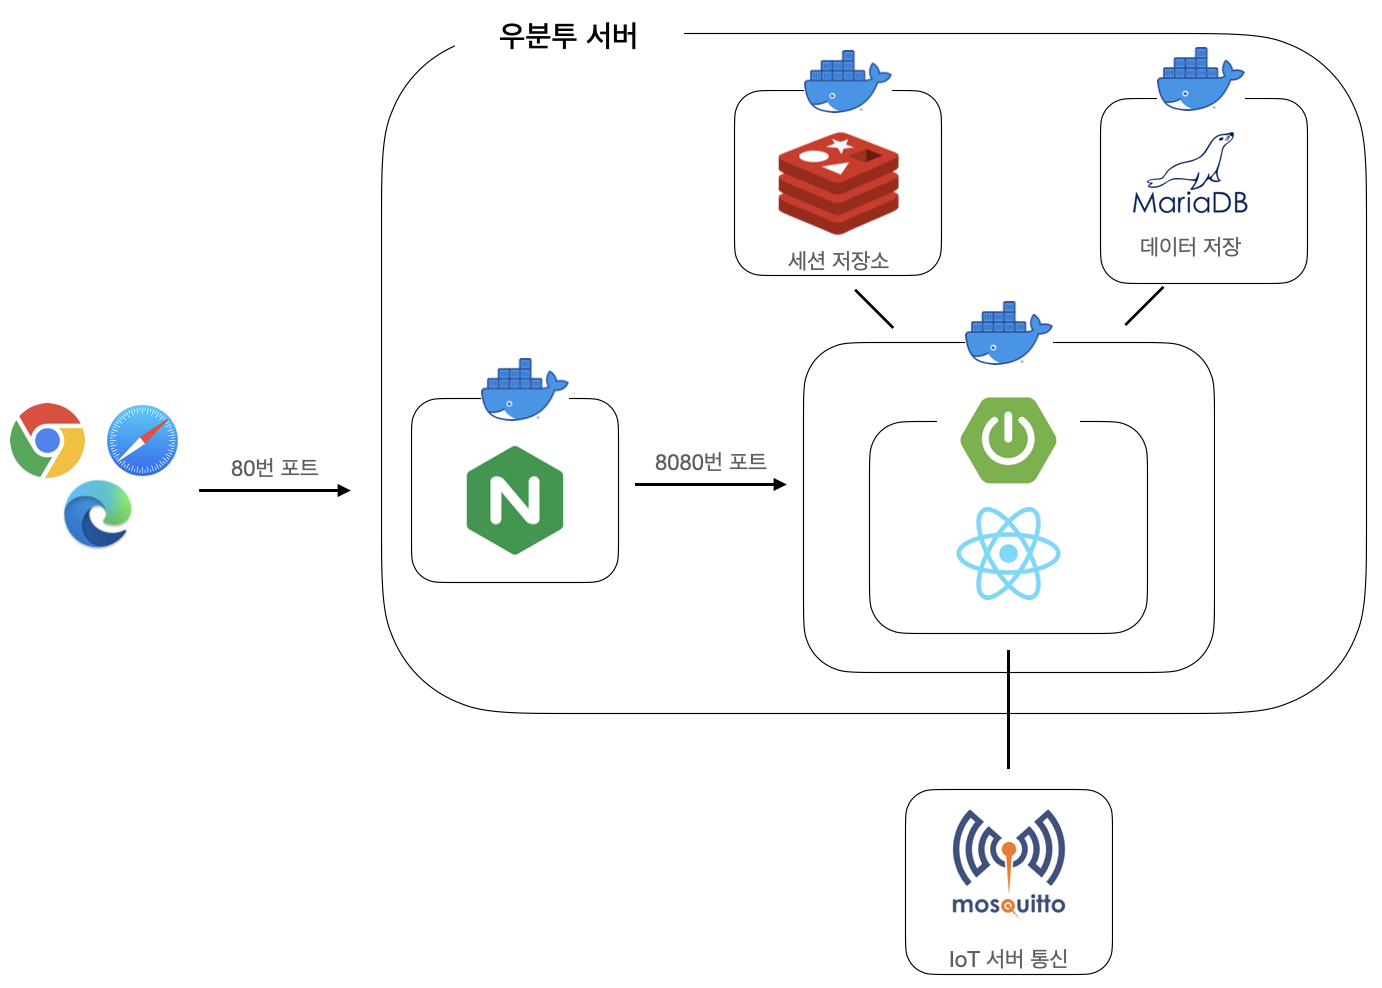 우분투 서버
세션 저장소
MariaDB
데이터 저장
80번 포트
N
8080번 포트
mosquitto
IoT 서버 통신